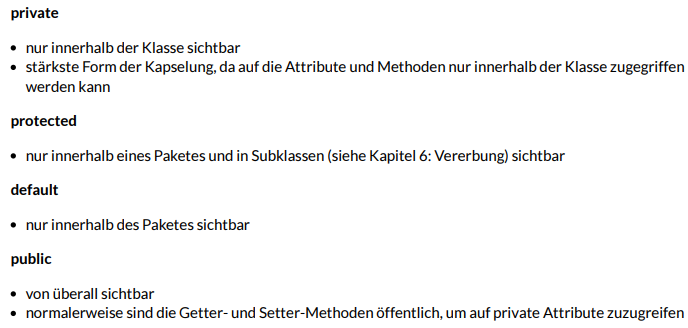 private
• nur innerhalb der Klasse sichtbar
• stärkste Form der Kapselung, da auf die Attribute und Methoden nur innerhalb der Klasse zugegriffen
werden kann
protected
• nur innerhalb eines Paketes und in Subklassen (siehe Kapitel 6: Vererbung) sichtbar
default
• nur innerhalb des Paketes sichtbar
public
• von überall sichtbar
• normalerweise sind die Getter- und Setter-Methoden öffentlich, um auf private Attribute zuzugreifen